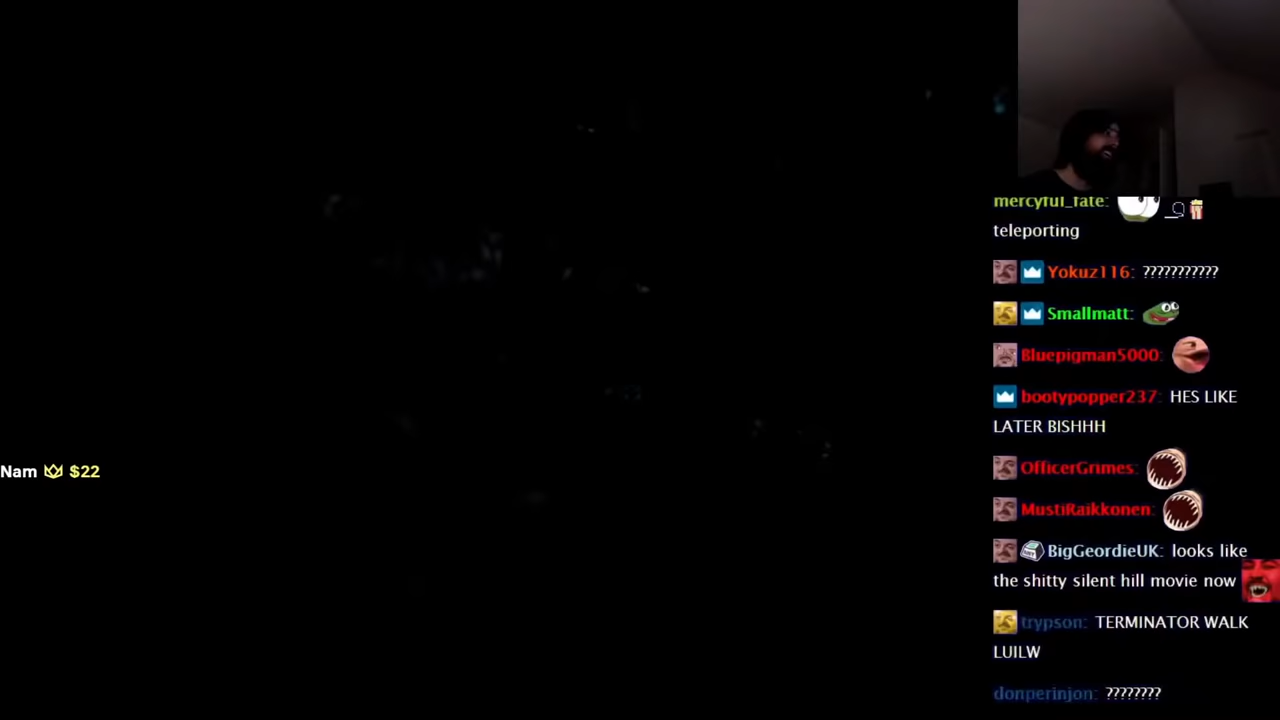 mercyful_fate:
teleporting
Yokuz116: ???????????
Smallmatt:
Bluepigman5000:
bootypopper237: HES LIKE
LATER BISHHH
Nam $22
OfficerGrimes:
MustiRaikkonen:
BigGeordieUK: looks like
the shitty silent hill movie now
trypson: TERMINATOR WALK
LUILW
donperinjon: ????????